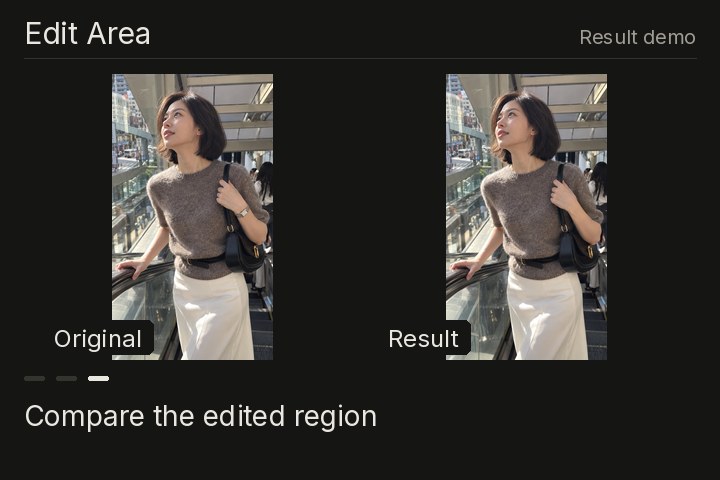 Edit Area
Result demo
Original
Result
Compare the edited region